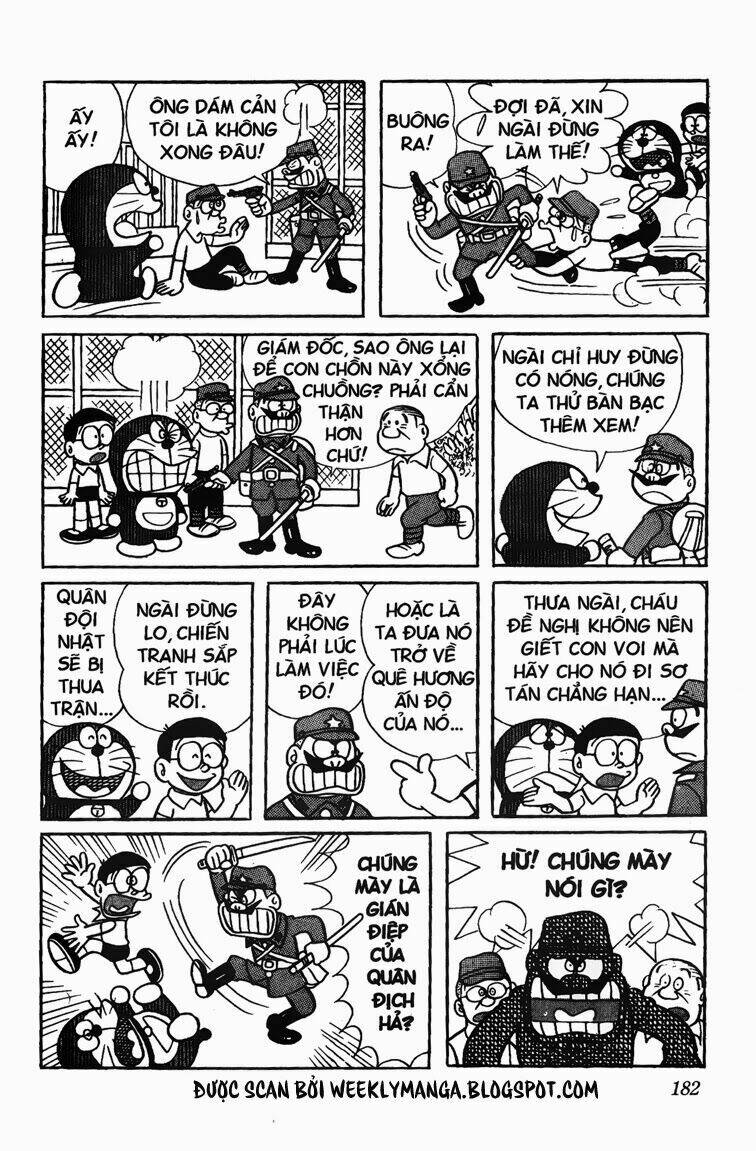 ĐỢI ĐÃ, XIN
NGÀI ĐỪNG
LÀM THẾ!
BUÔNG
RA!
ÔNG DÁM CẢN
TÔI LÀ KHÔNG
XONG ĐÂU!
ẤY
ẤY!
NGÀI CHỈ HUY ĐỪNG
CÓ NÓNG, CHÚNG
TA THỬ BÀN BẠC
THÊM XEM!
GIÁM ĐỐC, SAO ÔNG LẠI
ĐỂ CON CHỒN NÀY XỔNG
CHUỒNG? PHẢI CẨN
THẬN
HƠN
CHỨ!
THƯA NGÀI, CHÁU
ĐỀ NGHỊ KHÔNG NÊN
GIẾT CON VOI MÀ
HÃY CHO NÓ ĐI SƠ
TÁN CHẲNG HẠN...
HOẶC LÀ
TA ĐƯA NÓ
TRỞ VỀ
QUÊ HƯƠNG
ẤN ĐỘ
CỦA NÓ...
ĐÂY
KHÔNG
PHẢI LÚC
LÀM VIỆC
ĐÓ!
NGÀI ĐỪNG
LO, CHIẾN
TRANH SẮP
KẾT THÚC
RỒI.
QUÂN
ĐỘI
NHẬT
SẼ BỊ
THUA
TRẬN...
HỪ! CHÚNG MÀY
NÓI GÌ?
CHÚNG
MÀY LÀ
GIÁN
ĐIỆP
CỦA
QUÂN
ĐỊCH
HẢ?
ĐƯỢC SCAN BỞI WEEKLYMANGA.BLOGSPOT.COM
182